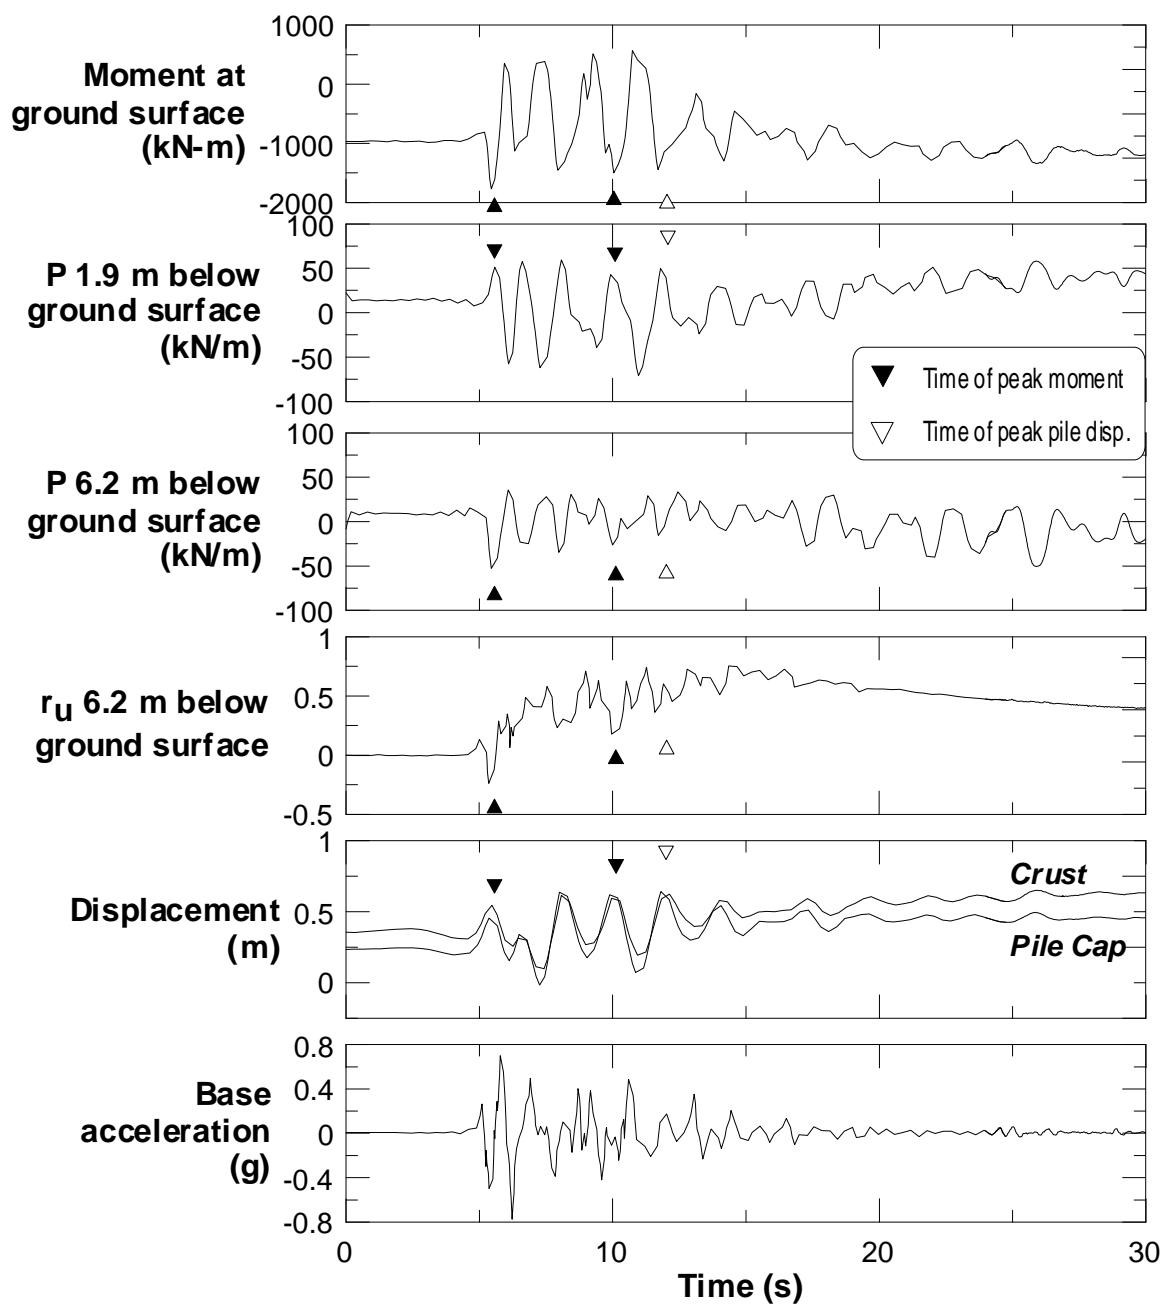 1000
Moment at
ground surface
(kN-m)
0
-1000
-2000
100
P 1.9 m below
ground surface
(kN/m)
50
0
-50
-100
Time of peak moment
Time of peak pile disp.
100
P 6.2 m below
ground surface
(kN/m)
50
0
-50
-100
1
ru 6.2 m below
ground surface
0.5
0
-0.5
1
Displacement
(m)
0.5
0
Crust
Pile Cap
0.8
Base
acceleration
(g)
0.4
0
-0.4
-0.8
0 10 20 30
Time (s)